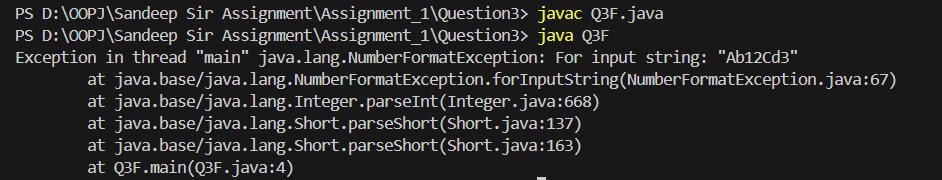 PS D:\OOPJ\Sandeep Sir Assignment\Assignment_1\Question3> javac Q3F.java
PS D:\OOPJ\Sandeep Sir Assignment\Assignment_1\Question3> java Q3F
Exception in thread "main" java.lang.NumberFormatException: For input string: "Ab12Cd3"
        at java.base/java.lang.NumberFormatException.forInputString(NumberFormatException.java:67)
        at java.base/java.lang.Integer.parseInt(Integer.java:668)
        at java.base/java.lang.Short.parseShort(Short.java:137)
        at java.base/java.lang.Short.parseShort(Short.java:163)
        at Q3F.main(Q3F.java:4)